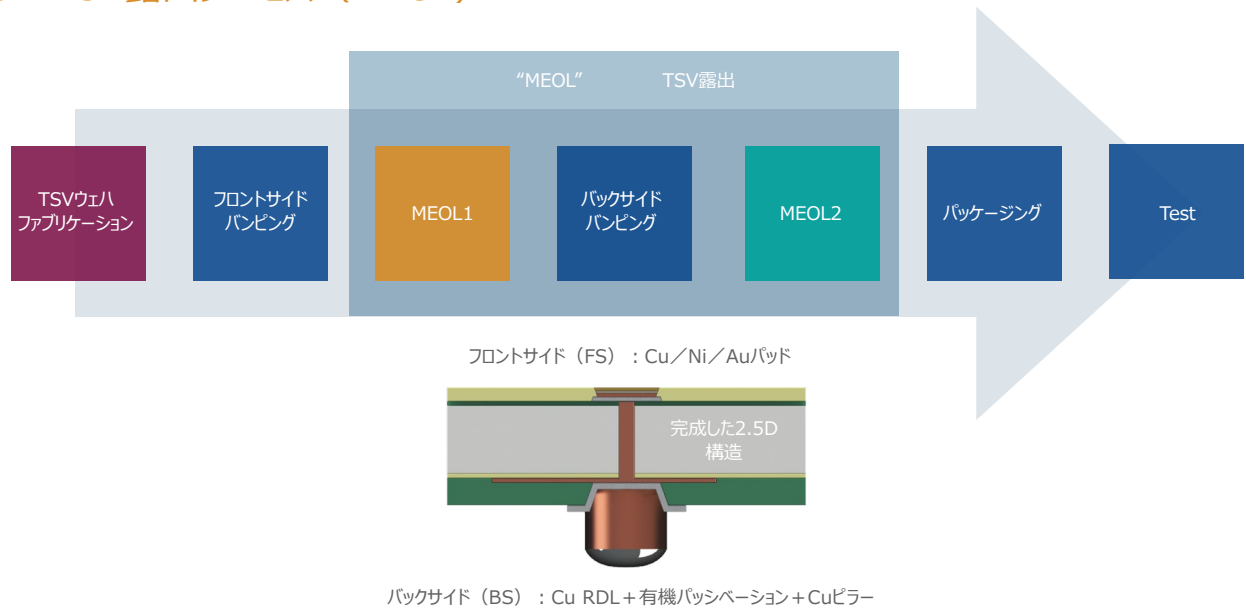 “MEOL” TSV露出
TSVウェハ
ファブリケーション
フロントサイド
バンピング
MEOL1
バックサイド
バンピング
MEOL2
パッケージング
Test
フロントサイド（FS）：Cu／Ni／Auパッド
完成した2.5D
構造
バックサイド（BS）：Cu RDL＋有機パッシベーション＋Cuピラー